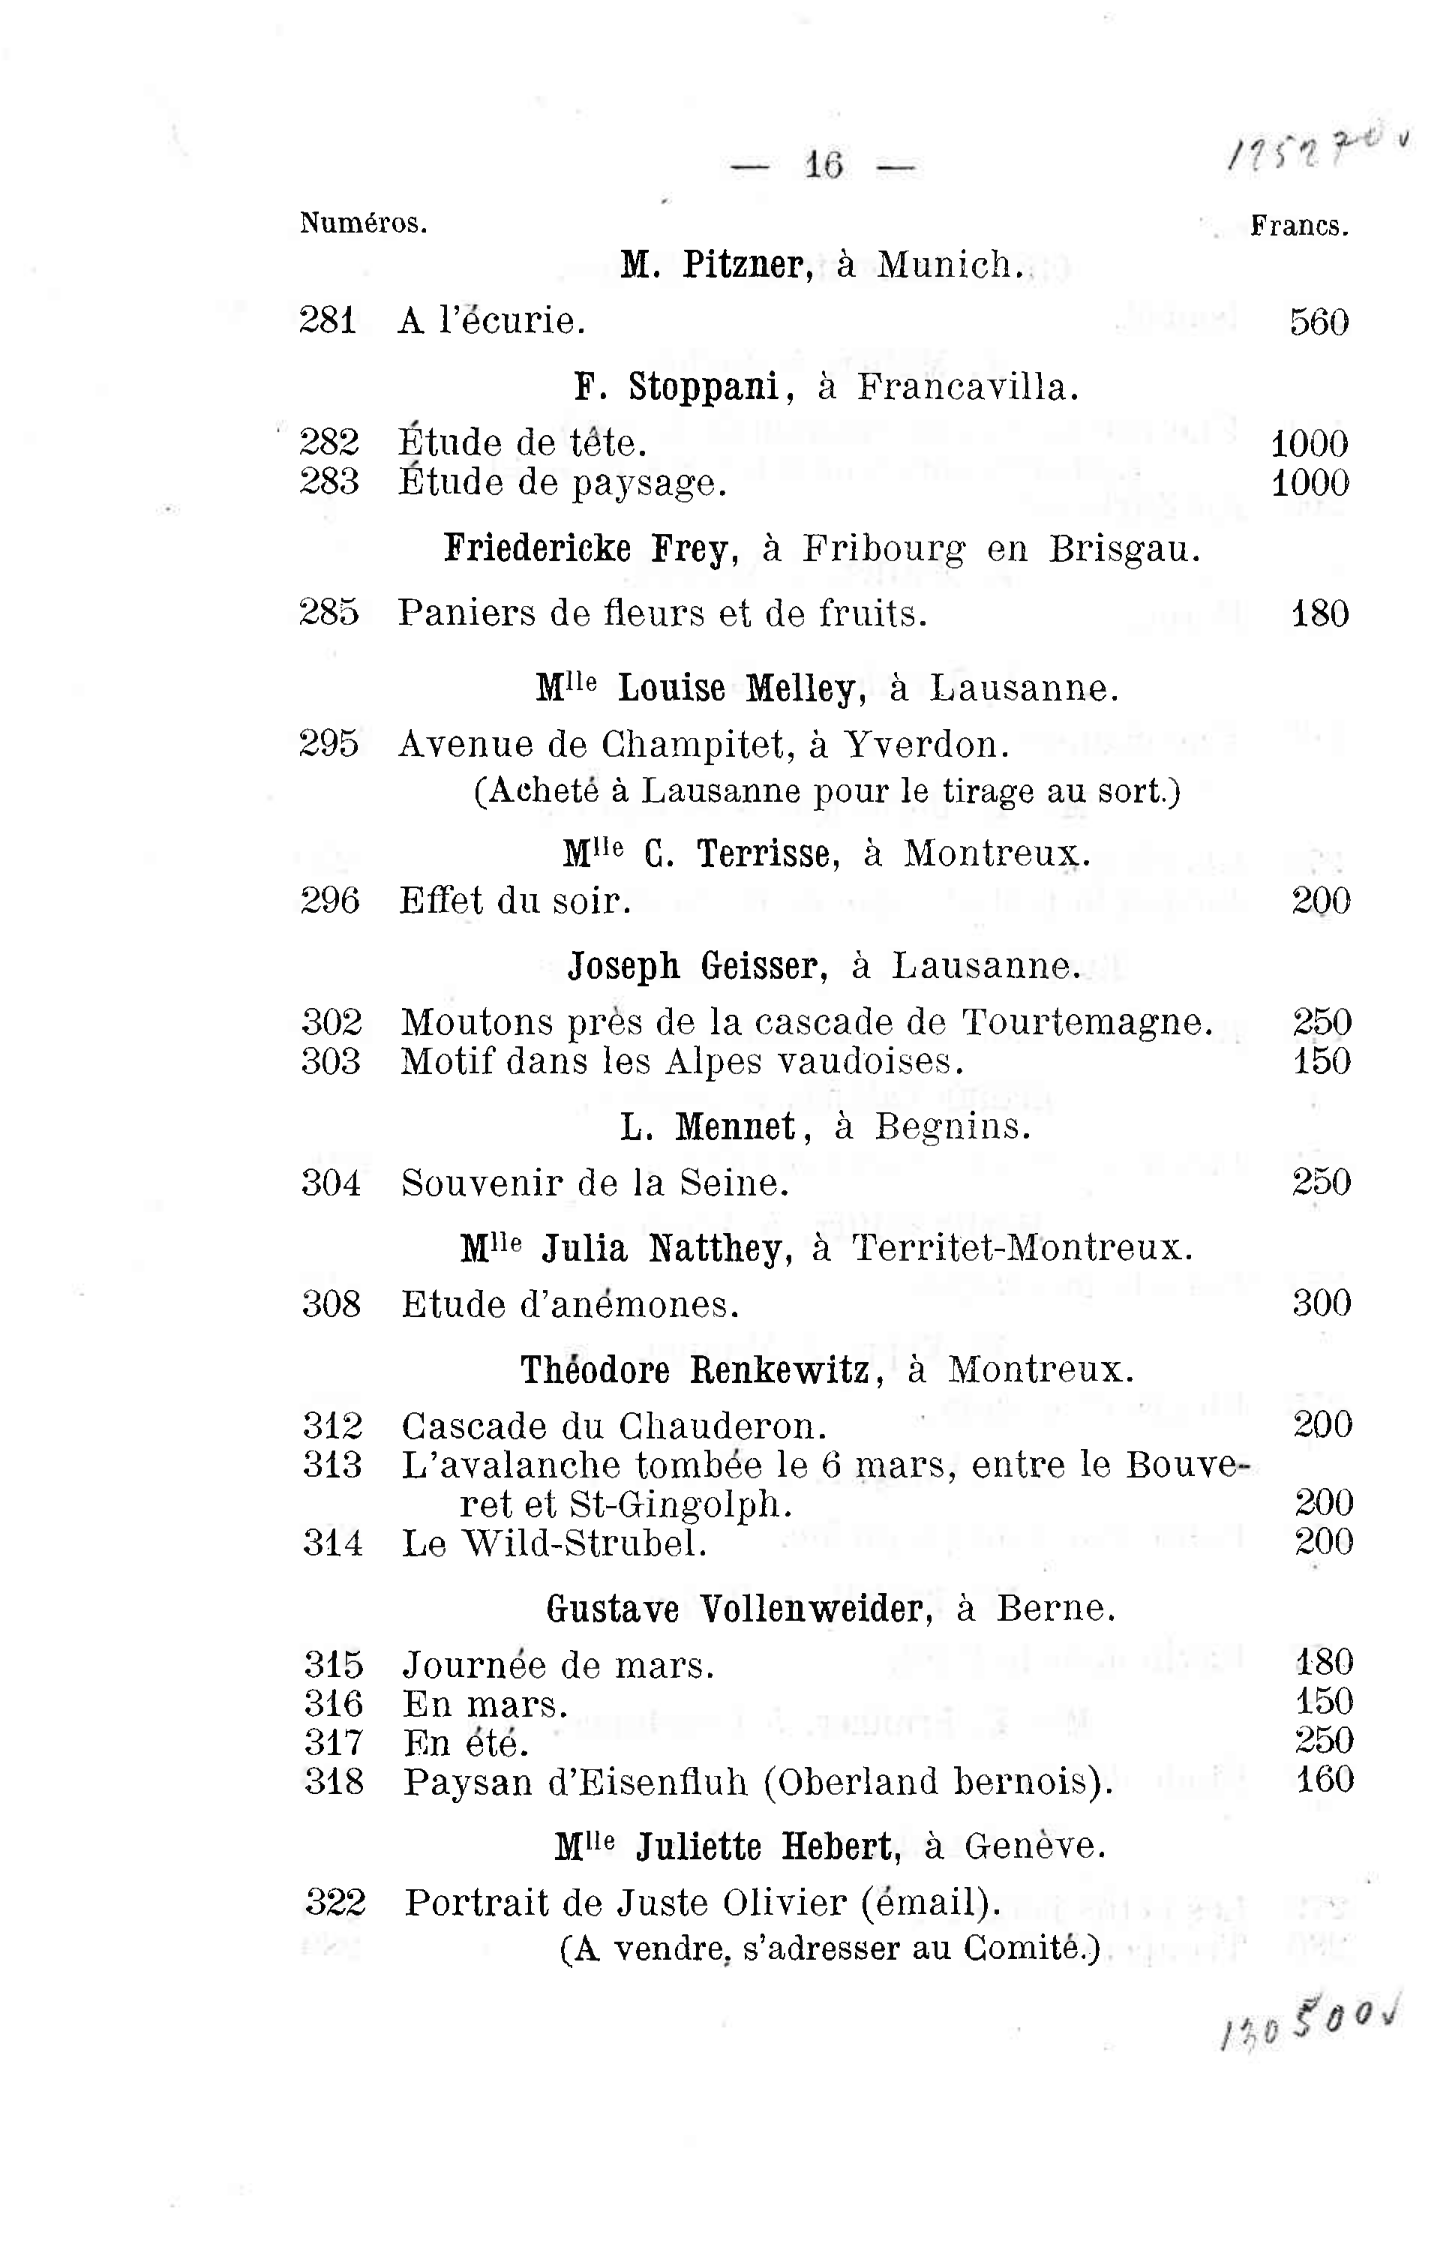 — 16 —
Numéros. Francs.
M. Pitzner, à Munich.
281 A l'écurie. 560
F. Stoppani, à Francavilla.
282 Étude de tête. 1000
283 Étude de paysage. 1000
Friedericke Frey, à Fribourg en Brisgau.
285 Paniers de fleurs et de fruits. 180
Mlle Louise Melley, à Lausanne.
295 Avenue de Champitet, à Yverdon.
(Acheté à Lausanne pour le tirage au sort.)
Mlle C. Terrisse, à Montreux.
296 Effet du soir. 200
Joseph Geisser, à Lausanne.
302 Moutons près de la cascade de Tourtemagne. 250
303 Motif dans les Alpes vaudoises. 150
L. Mennet, à Begnins.
304 Souvenir de la Seine. 250
Mlle Julia Natthey, à Territet-Montreux.
308 Etude d'anémones. 300
Théodore Renkewitz, à Montreux.
312 Cascade du Chauderon. 200
313 L'avalanche tombée le 6 mars, entre le Bouve-
ret et St-Gingolph. 200
314 Le Wild-Strubel. 200
Gustave Vollenweider, à Berne.
315 Journée de mars. 180
316 En mars. 150
317 En été. 250
318 Paysan d'Eisenfluh (Oberland bernois). 160
Mlle Juliette Hebert, à Genève.
322 Portrait de Juste Olivier (émail).
(A vendre, s'adresser au Comité.)
130500